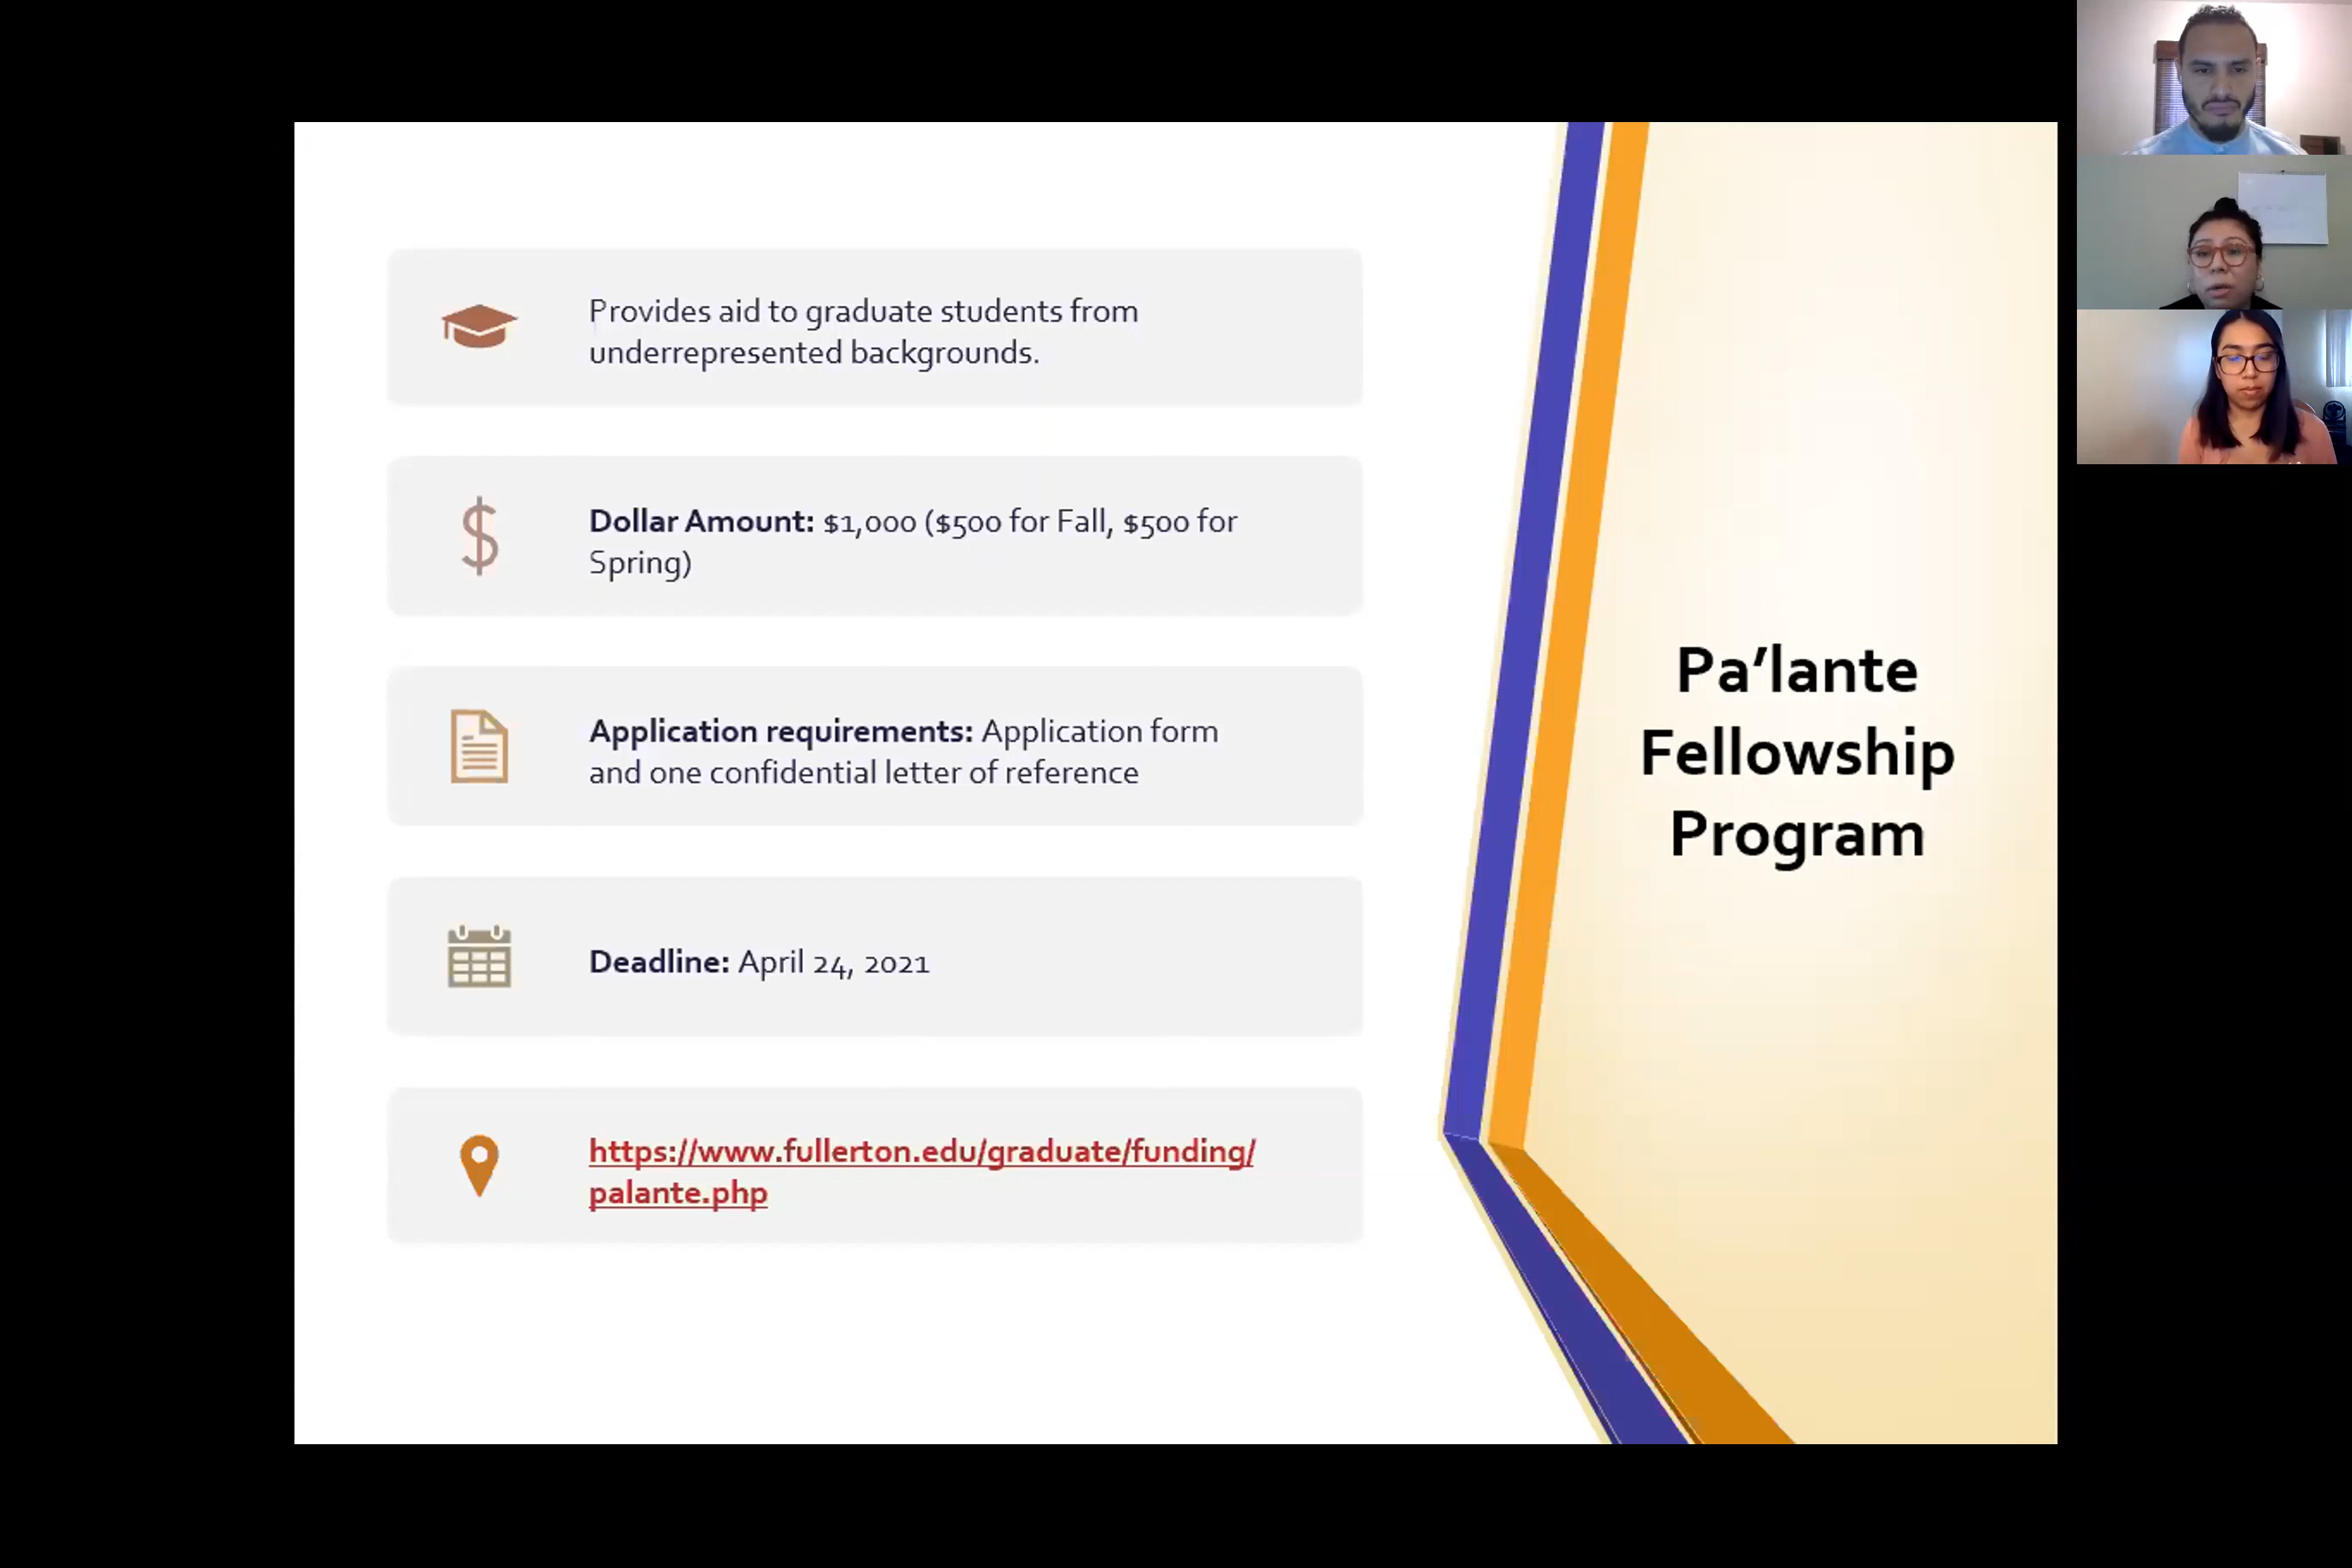 Provides aid to graduate students from
underrepresented backgrounds.
Dollar Amount: $1,000 ($500 for Fall, $500 for
Spring)
Application requirements: Application form
and one confidential letter of reference
Deadline: April 24, 2021
https://www.fullerton.edu/graduate/funding/
palante.php
Pa’lante
Fellowship
Program